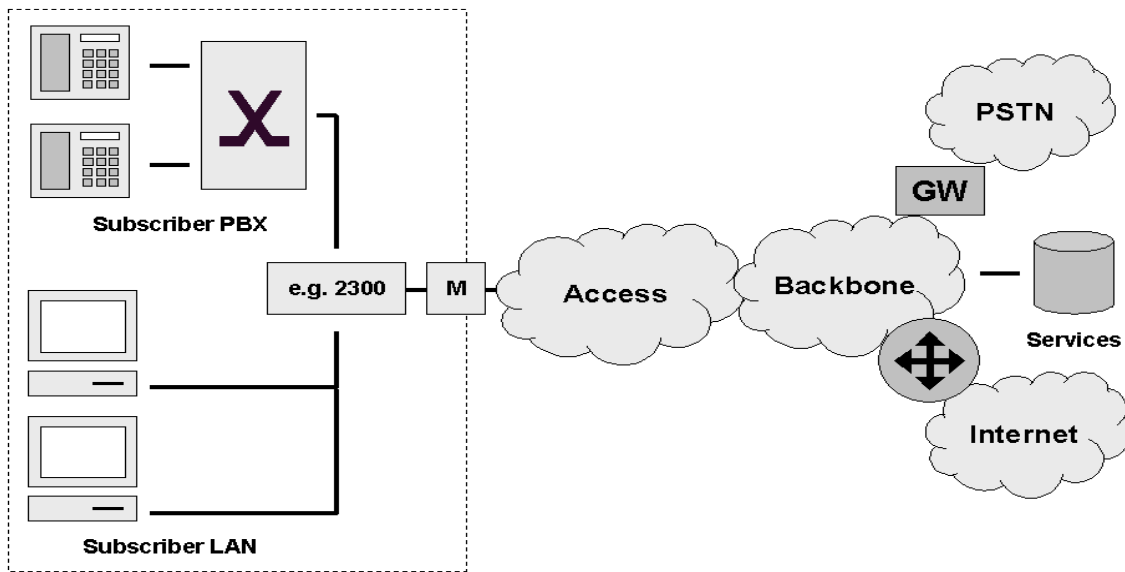 PSTN
GW
Subscriber PBX
e.g. 2300
M
Access
Backbone
Services
Internet
Subscriber LAN